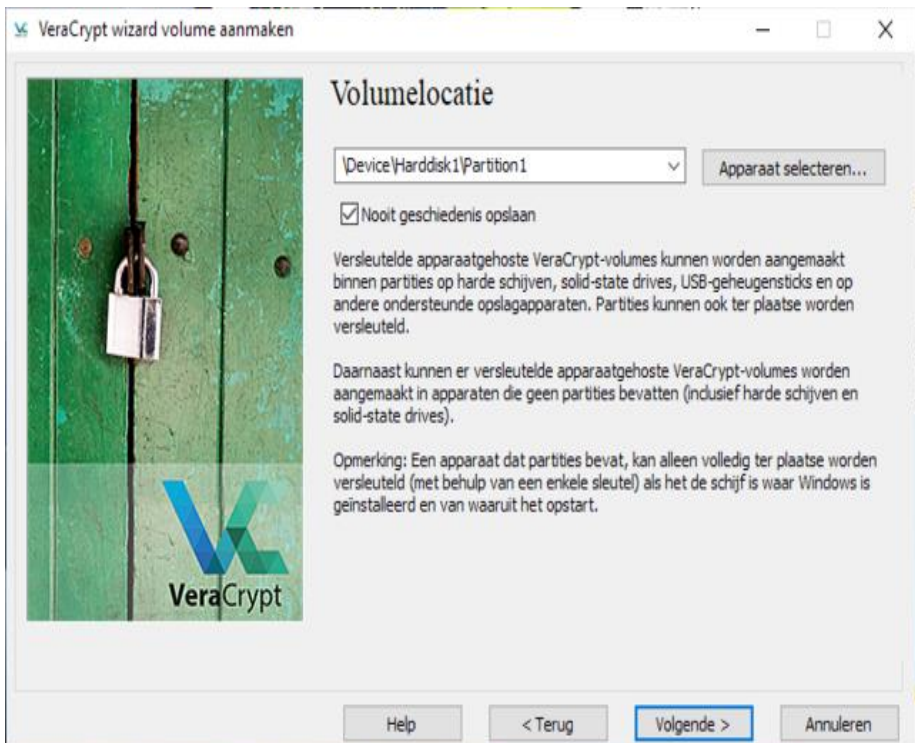 VeraCrypt wizard volume aanmaken
Volumelocatie
\Device\Harddisk1\Partition1
Apparaat selecteren...
Nooit geschiedenis opslaan
Versleutelde apparaatgehoste VeraCrypt-volumes kunnen worden aangemaakt
binnen partities op harde schijven, solid-state drives, USB-geheugensticks en op
andere ondersteunde opslagapparaten. Partities kunnen ook ter plaatse worden
versleuteld.
Daarnaast kunnen er versleutelde apparaatgehoste VeraCrypt-volumes worden
aangemaakt in apparaten die geen partities bevatten (inclusief harde schijven en
solid-state drives).
Opmerking: Een apparaat dat partities bevat, kan alleen volledig ter plaatse worden
versleuteld (met behulp van een enkele sleutel) als het de schijf is waar Windows is
geïnstalleerd en van waaruit het opstart.
VeraCrypt
Help
< Terug
Volgende >
Annuleren